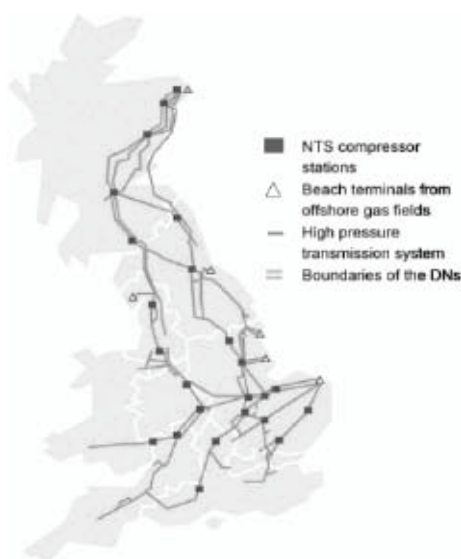 NTS compressor
stations
Beach terminals from
offshore gas fields
High pressure
transmission system
Boundaries of the DNs